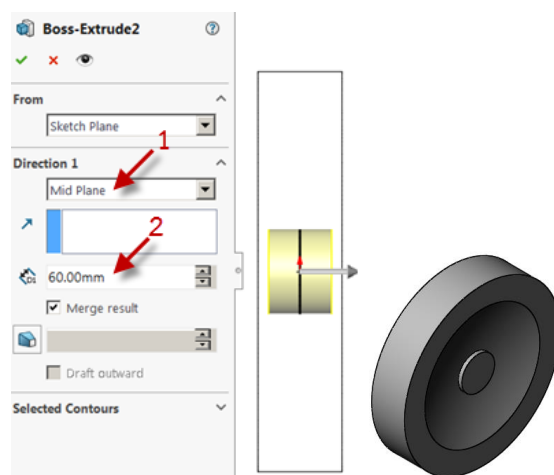 Boss-Extrude2
From
Sketch Plane
1
Direction 1
Mid Plane
2
D1
60.00mm
Merge result
Draft outward
Selected Contours